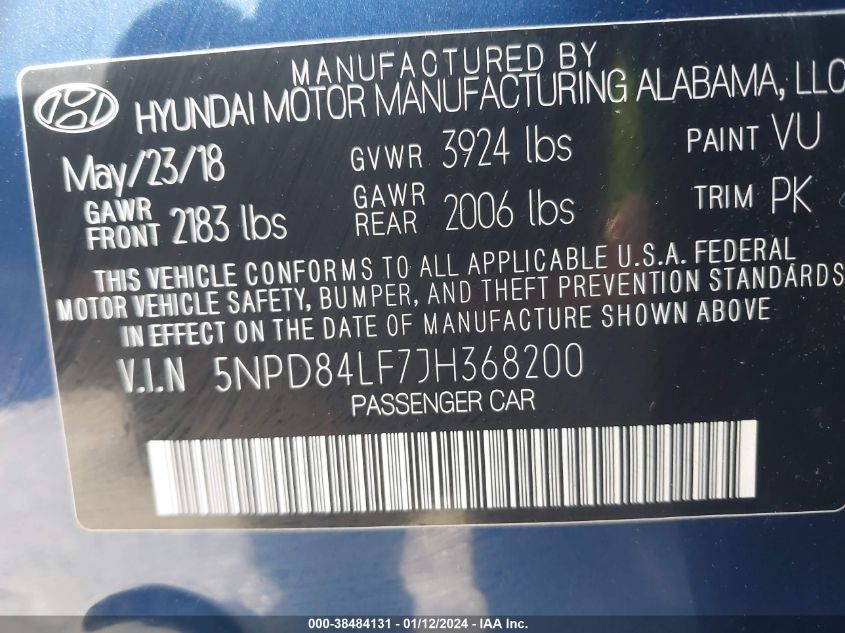 MANUFACTURED BY
HYUNDAI MOTOR MANUFACTURING ALABAMA, LLC
May/23/18 GVWR 3924 lbs PAINT VU
GAWR FRONT 2183 lbs GAWR REAR 2006 lbs TRIM PK
THIS VEHICLE CONFORMS TO ALL APPLICABLE U.S.A. FEDERAL
MOTOR VEHICLE SAFETY, BUMPER, AND THEFT PREVENTION STANDARDS
IN EFFECT ON THE DATE OF MANUFACTURE SHOWN ABOVE
V.I.N 5NPD84LF7JH368200
PASSENGER CAR
000-38484131 - 01/12/2024 - IAA Inc.